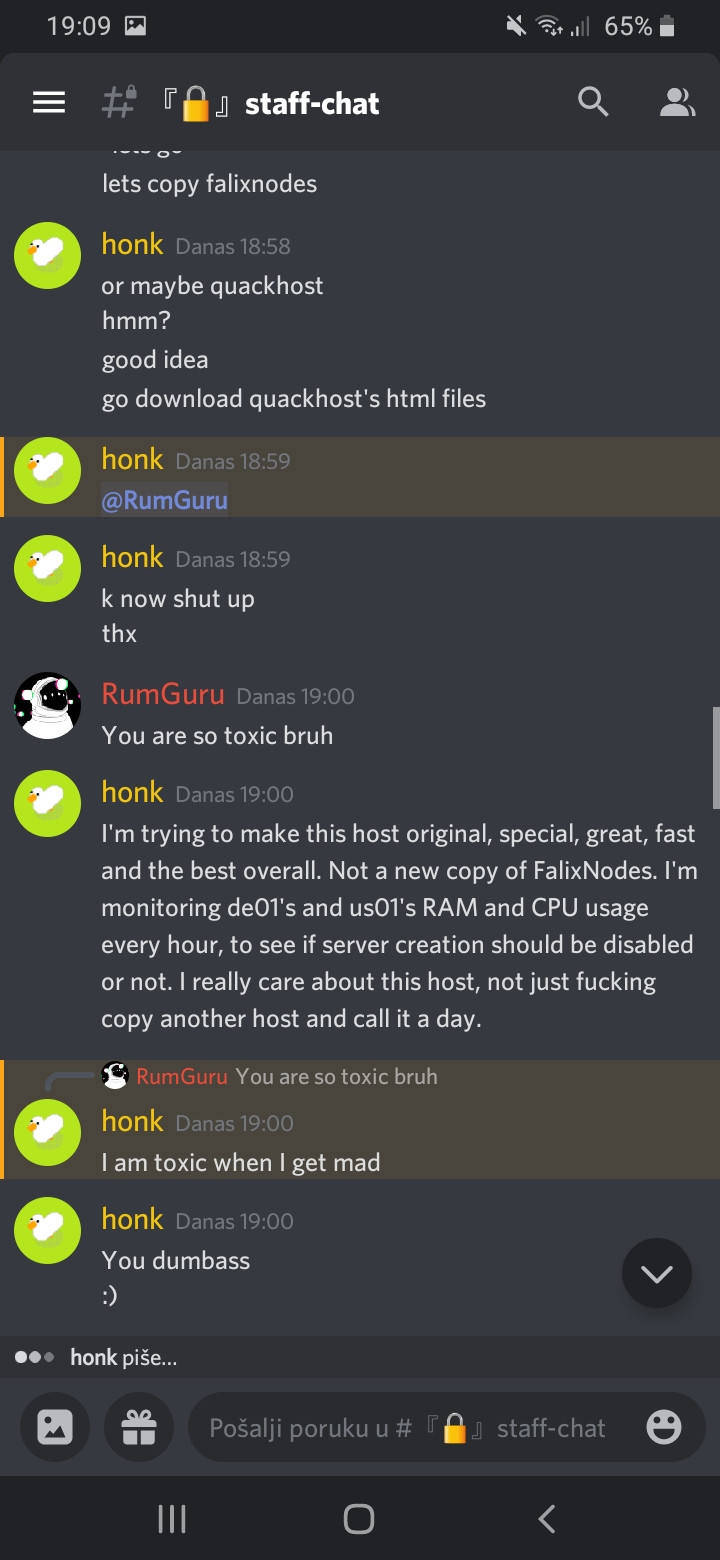 19:09
65%
# 『🔒』 staff-chat
lets go
lets copy falixnodes
honk Danas 18:58
or maybe quackhost
hmm?
good idea
go download quackhost's html files
honk Danas 18:59
@RumGuru
honk Danas 18:59
k now shut up
thx
RumGuru Danas 19:00
You are so toxic bruh
honk Danas 19:00
I'm trying to make this host original, special, great, fast
and the best overall. Not a new copy of FalixNodes. I'm
monitoring de01's and us01's RAM and CPU usage
every hour, to see if server creation should be disabled
or not. I really care about this host, not just fucking
copy another host and call it a day.
RumGuru You are so toxic bruh
honk Danas 19:00
I am toxic when I get mad
honk Danas 19:00
You dumbass
:)
honk piše...
Pošalji poruku u # 『🔒』 staff-chat